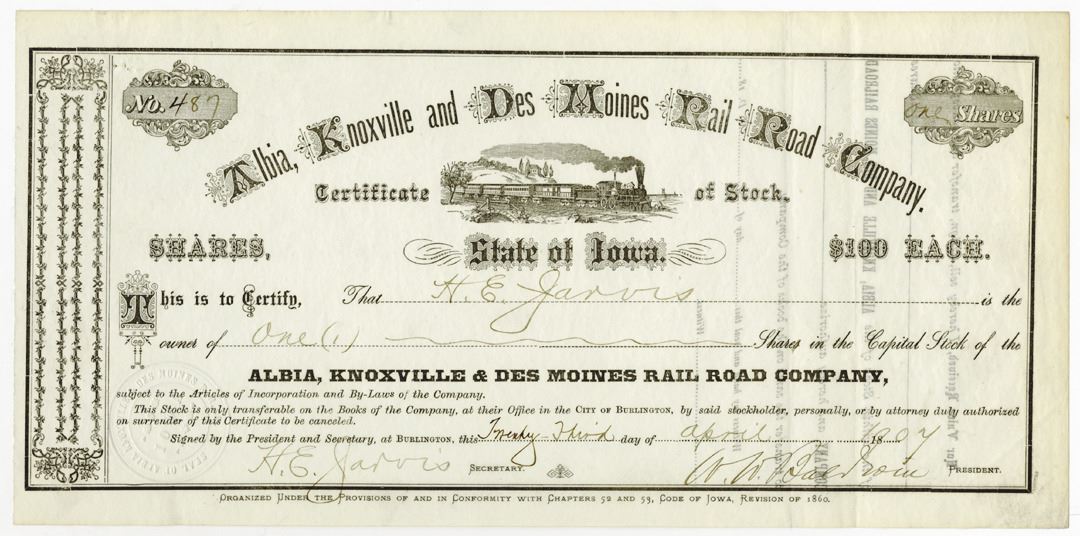 No. 487
One Shares
Albia, Knoxville and Des Moines Rail Road Company.
Certificate of Stock.
SHARES, State of Iowa. $100 EACH.
This is to Certify, That H. E. Jarvis is the
owner of One (1) Shares in the Capital Stock of the
ALBIA, KNOXVILLE & DES MOINES RAIL ROAD COMPANY,
subject to the Articles of Incorporation and By-Laws of the Company.
This Stock is only transferable on the Books of the Company, at their Office in the CITY OF BURLINGTON, by said stockholder, personally, or by attorney duly authorized
on surrender of this Certificate to be canceled.
Signed by the President and Secretary, at BURLINGTON, this Twenty-Third day of April 1907
H. E. Jarvis SECRETARY. W. W. Baldwin PRESIDENT.
ORGANIZED UNDER THE PROVISIONS OF AND IN CONFORMITY WITH CHAPTERS 52 AND 53, CODE OF IOWA, REVISION OF 1860.